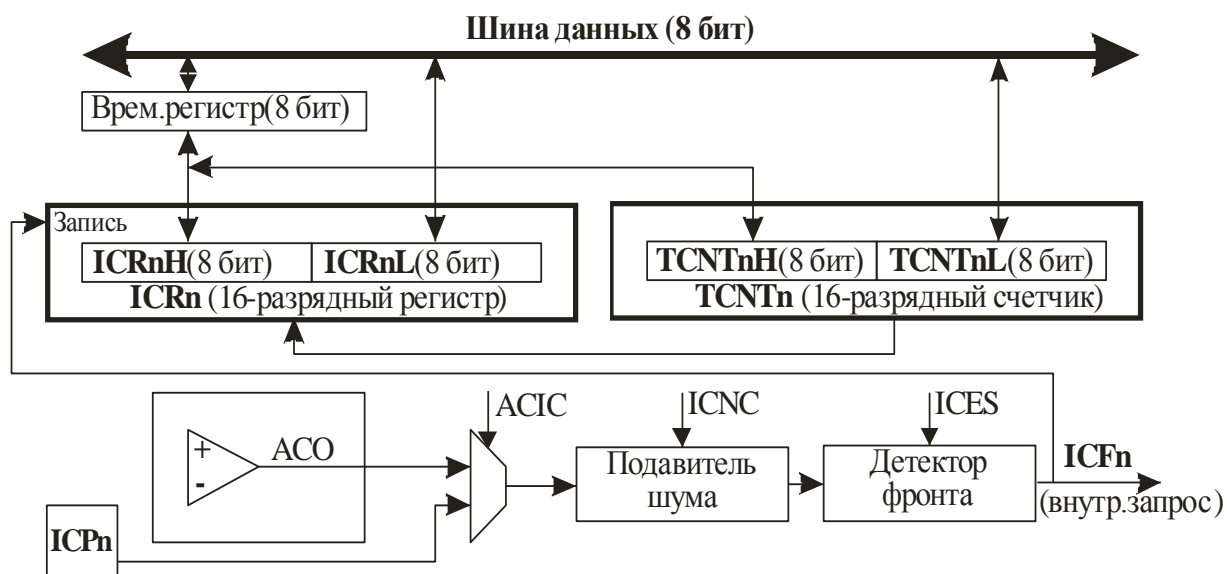 Шина данных (8 бит)
Врем.регистр(8 бит)
Запись
ICRnH(8 бит) ICRnL(8 бит)
ICRn (16-разрядный регистр)
TCNTnH(8 бит) TCNTnL(8 бит)
TCNTn (16-разрядный счетчик)
ACIC
ICNC
ICES
+
-
ACO
Подавитель
шума
Детектор
фронта
ICFn
(внутр.запрос)
ICPn